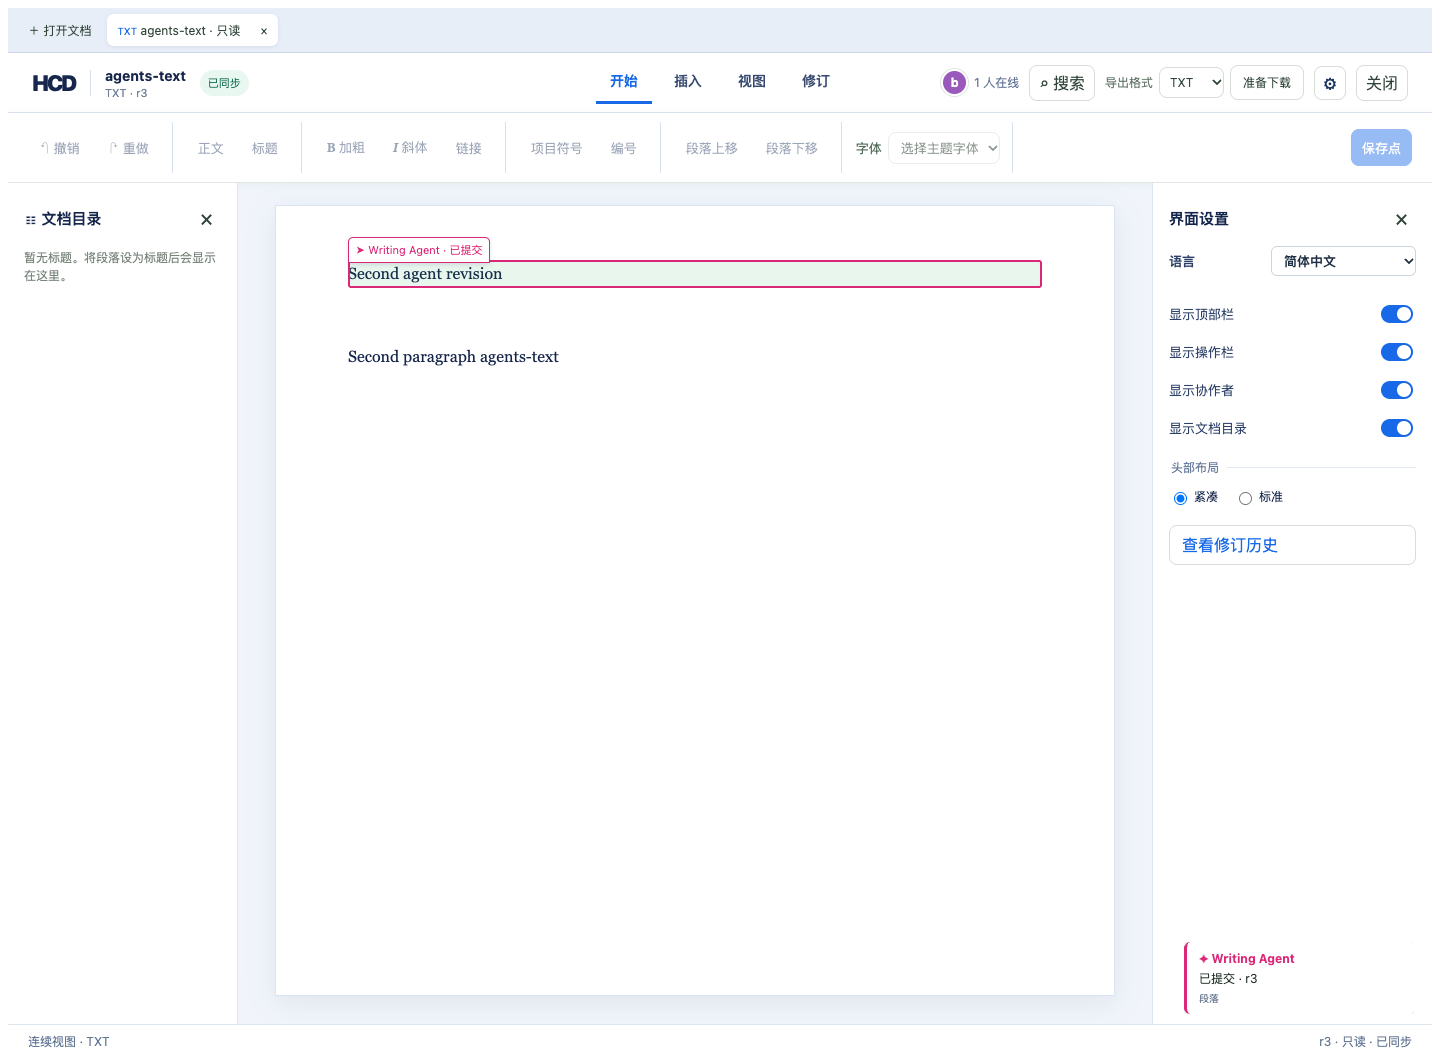 + 打开文档
TXT agents-text · 只读 ×
HCD
agents-text
TXT · r3
已同步
开始 插入 视图 修订
b 1 人在线
搜索
导出格式 TXT
准备下载
关闭
撤销 重做 正文 标题 B 加粗 I 斜体 链接 项目符号 编号 段落上移 段落下移 字体 选择主题字体 保存点
文档目录 ×
暂无标题。将段落设为标题后会显示
在这里。
Writing Agent · 已提交
Second agent revision
Second paragraph agents-text
界面设置 ×
语言 简体中文
显示顶部栏
显示操作栏
显示协作者
显示文档目录
头部布局
紧凑 标准
查看修订历史
Writing Agent
已提交 · r3
段落
连续视图 · TXT
r3 · 只读 · 已同步